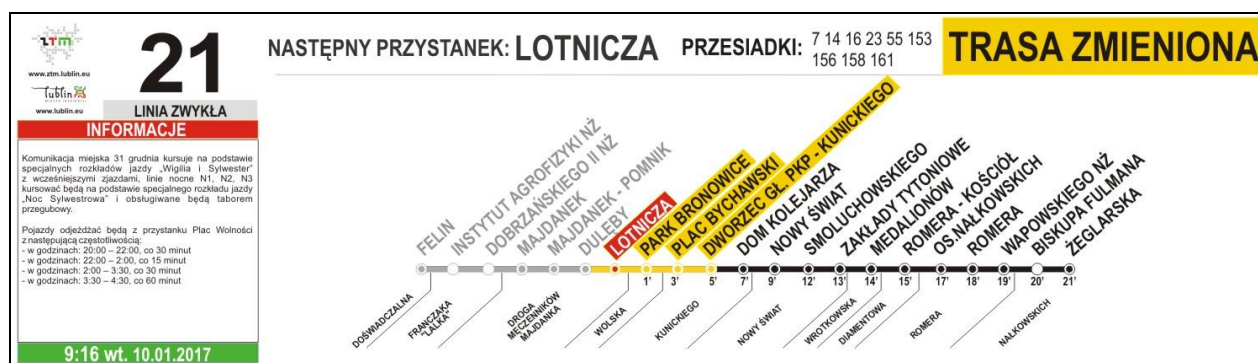 ztm
www.ztm.lublin.eu
lublin
www.lublin.eu
21
LINIA ZWYKŁA
NASTĘPNY PRZYSTANEK: LOTNICZA
PRZESIADKI: 7 14 16 23 55 153
156 158 161
TRASA ZMIENIONA
INFORMACJE
Komunikacja miejska 31 grudnia kursuje na podstawie
specjalnych rozkładów jazdy „Wigilia i Sylwester”
z wcześniejszymi zjazdami, linie nocne N1, N2, N3
kursować będą na podstawie specjalnego rozkładu jazdy
„Noc Sylwestrowa” i obsługiwane będą taborem
przegubowy.
Pojazdy odjeżdżać będą z przystanku Plac Wolności
z następującą częstotliwością:
- w godzinach: 20:00 – 22:00, co 30 minut
- w godzinach: 22:00 – 2:00, co 15 minut
- w godzinach: 2:00 – 3:30, co 30 minut
- w godzinach: 3:30 – 4:30, co 60 minut
9:16 wt. 10.01.2017
FELIN
INSTYTUT AGROFIZYKI NŻ
DOBRZAŃSKIEGO II NŻ
MAJDANEK
MAJDANEK - POMNIK
DULĘBY
LOTNICZA
PARK BRONOWICE
PLAC BYCHAWSKI
DWORZEC GŁ. PKP - KUNICKIEGO
DOM KOLEJARZA
NOWY ŚWIAT
SMOLUCHOWSKIEGO
ZAKŁADY TYTONIOWE
MEDALIONÓW
ROMERA - KOŚCIÓŁ
OS.NAŁKOWSKICH
ROMERA
WAPOWSKIEGO NŻ
BISKUPA FULMANA
ŻEGLARSKA
1' 3' 5' 7' 9' 12' 13' 14' 15' 17' 18' 19' 20' 21'
DOŚWIADCZALNA
FRANCZAKA
"LALKA"
DROGA
MĘCZENNIKÓW
MAJDANKA
WOLSKA
KUNICKIEGO
NOWY ŚWIAT
WROTKOWSKA
DIAMENTOWA
ROMERA
NAŁKOWSKICH